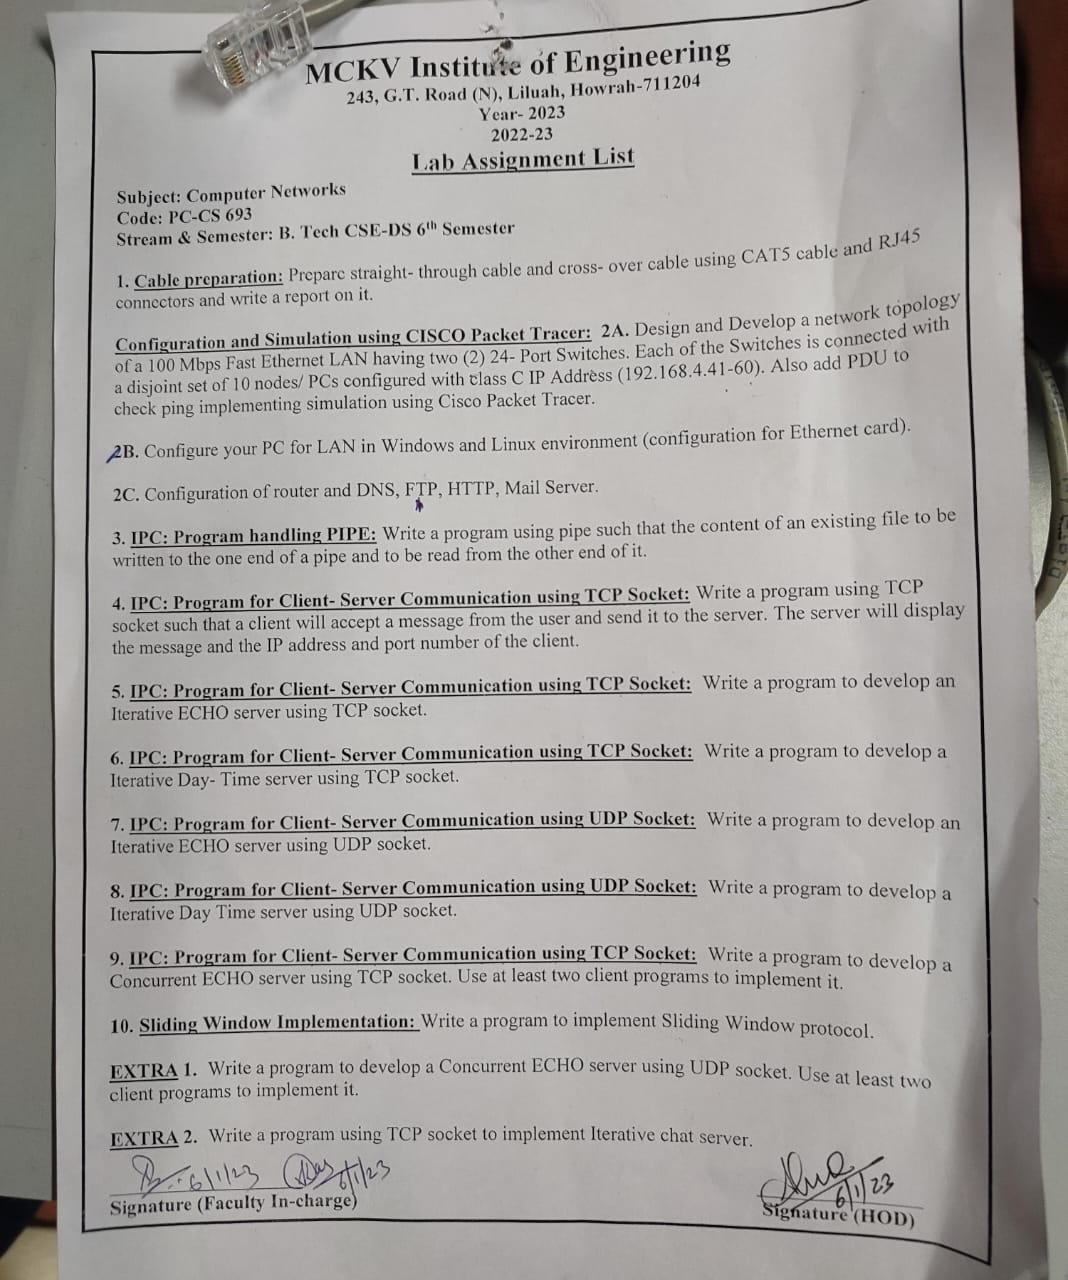 MCKV Institute of Engineering
243, G.T. Road (N), Liluah, Howrah-711204
Year- 2023
2022-23
Lab Assignment List
Subject: Computer Networks
Code: PC-CS 693
Stream & Semester: B. Tech CSE-DS 6th Semester
1. Cable preparation: Prepare straight- through cable and cross- over cable using CAT5 cable and RJ45
connectors and write a report on it.
Configuration and Simulation using CISCO Packet Tracer: 2A. Design and Develop a network topology
of a 100 Mbps Fast Ethernet LAN having two (2) 24- Port Switches. Each of the Switches is connected with
a disjoint set of 10 nodes/ PCs configured with class C IP Address (192.168.4.41-60). Also add PDU to
check ping implementing simulation using Cisco Packet Tracer.
2B. Configure your PC for LAN in Windows and Linux environment (configuration for Ethernet card).
2C. Configuration of router and DNS, FTP, HTTP, Mail Server.
3. IPC: Program handling PIPE: Write a program using pipe such that the content of an existing file to be
written to the one end of a pipe and to be read from the other end of it.
4. IPC: Program for Client- Server Communication using TCP Socket: Write a program using TCP
socket such that a client will accept a message from the user and send it to the server. The server will display
the message and the IP address and port number of the client.
5. IPC: Program for Client- Server Communication using TCP Socket: Write a program to develop an
Iterative ECHO server using TCP socket.
6. IPC: Program for Client- Server Communication using TCP Socket: Write a program to develop a
Iterative Day- Time server using TCP socket.
7. IPC: Program for Client- Server Communication using UDP Socket: Write a program to develop an
Iterative ECHO server using UDP socket.
8. IPC: Program for Client- Server Communication using UDP Socket: Write a program to develop a
Iterative Day Time server using UDP socket.
9. IPC: Program for Client- Server Communication using TCP Socket: Write a program to develop a
Concurrent ECHO server using TCP socket. Use at least two client programs to implement it.
10. Sliding Window Implementation: Write a program to implement Sliding Window protocol.
EXTRA 1. Write a program to develop a Concurrent ECHO server using UDP socket. Use at least two
client programs to implement it.
EXTRA 2. Write a program using TCP socket to implement Iterative chat server.
6/1/23 6/1/23
6/1/23
Signature (Faculty In-charge)
Signature (HOD)